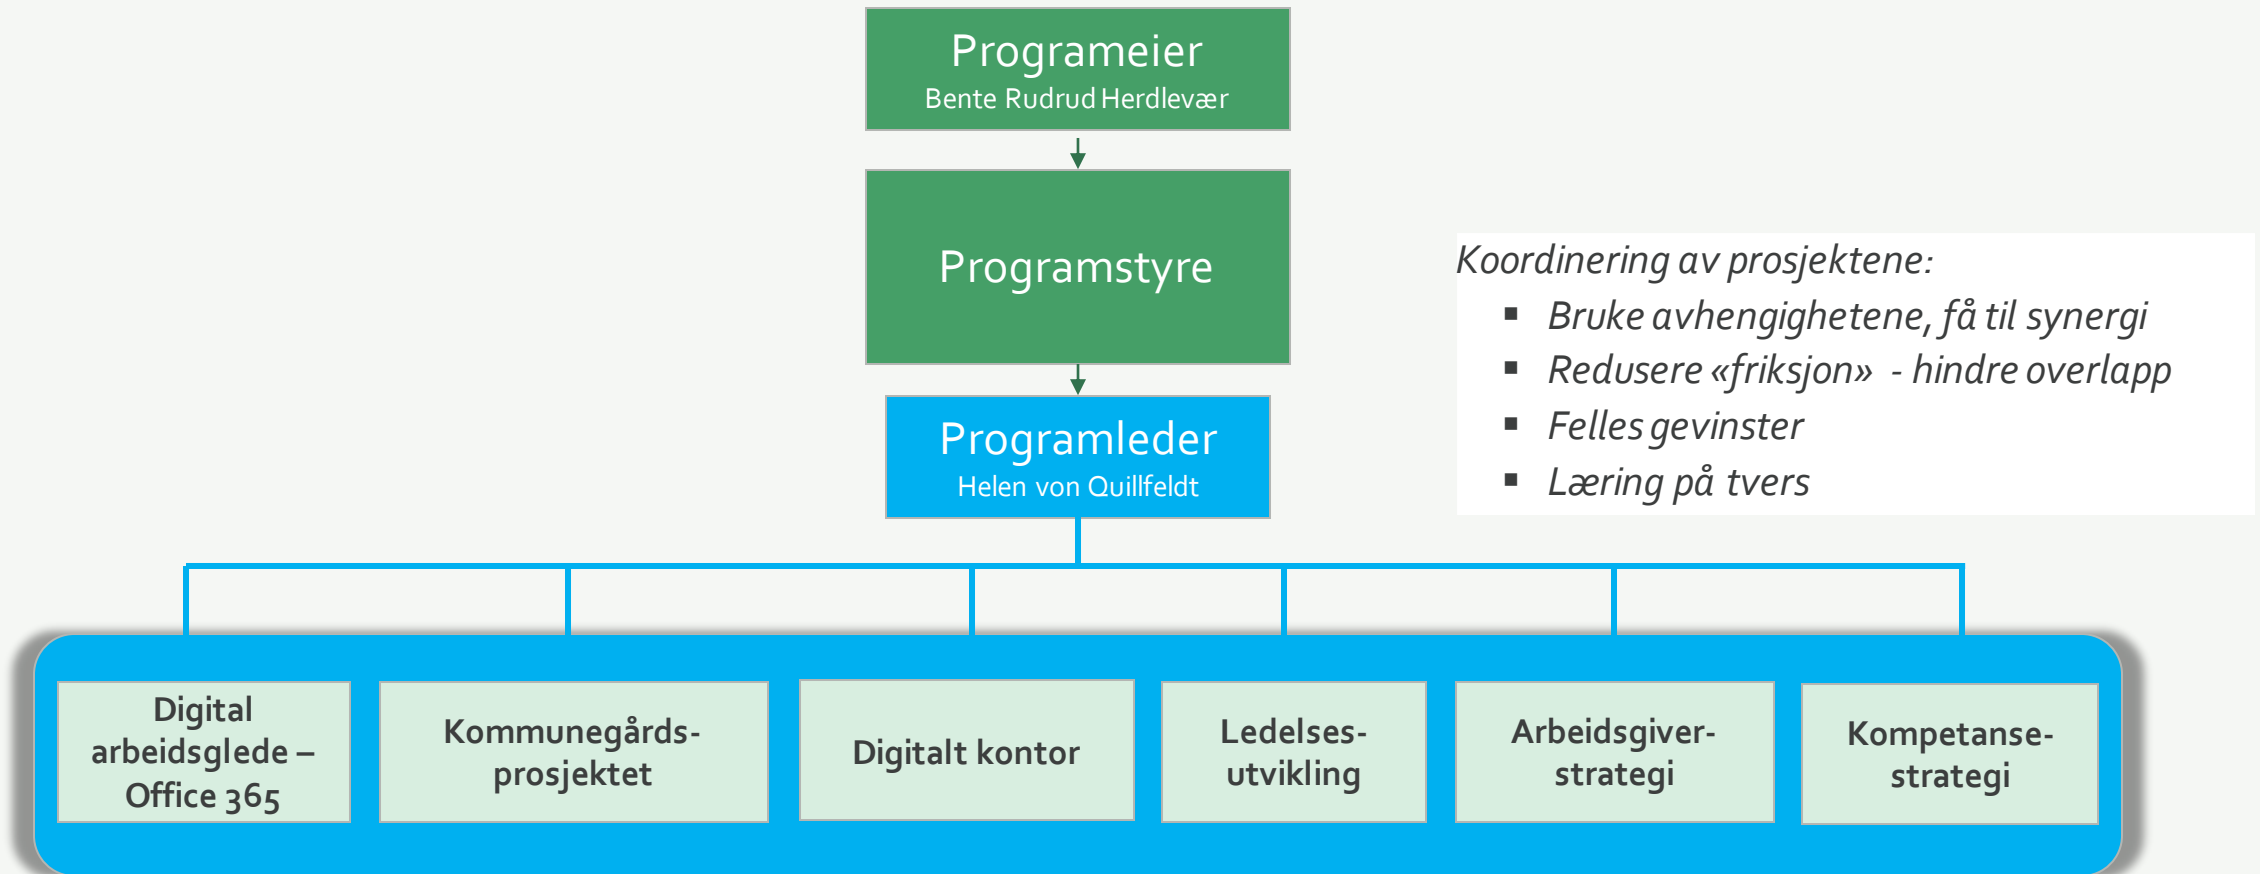 Programeier
Bente Rudrud Herdlevær
Programstyre
Koordinering av prosjektene:
▪ Bruke avhengighetene, få til synergi
▪ Redusere «friksjon» - hindre overlapp
▪ Felles gevinster
▪ Læring på tvers
Programleder
Helen von Quillfeldt
Digital
arbeidsglede –
Office 365
Kommunegårds-
prosjektet
Digitalt kontor
Ledelses-
utvikling
Arbeidsgiver-
strategi
Kompetanse-
strategi